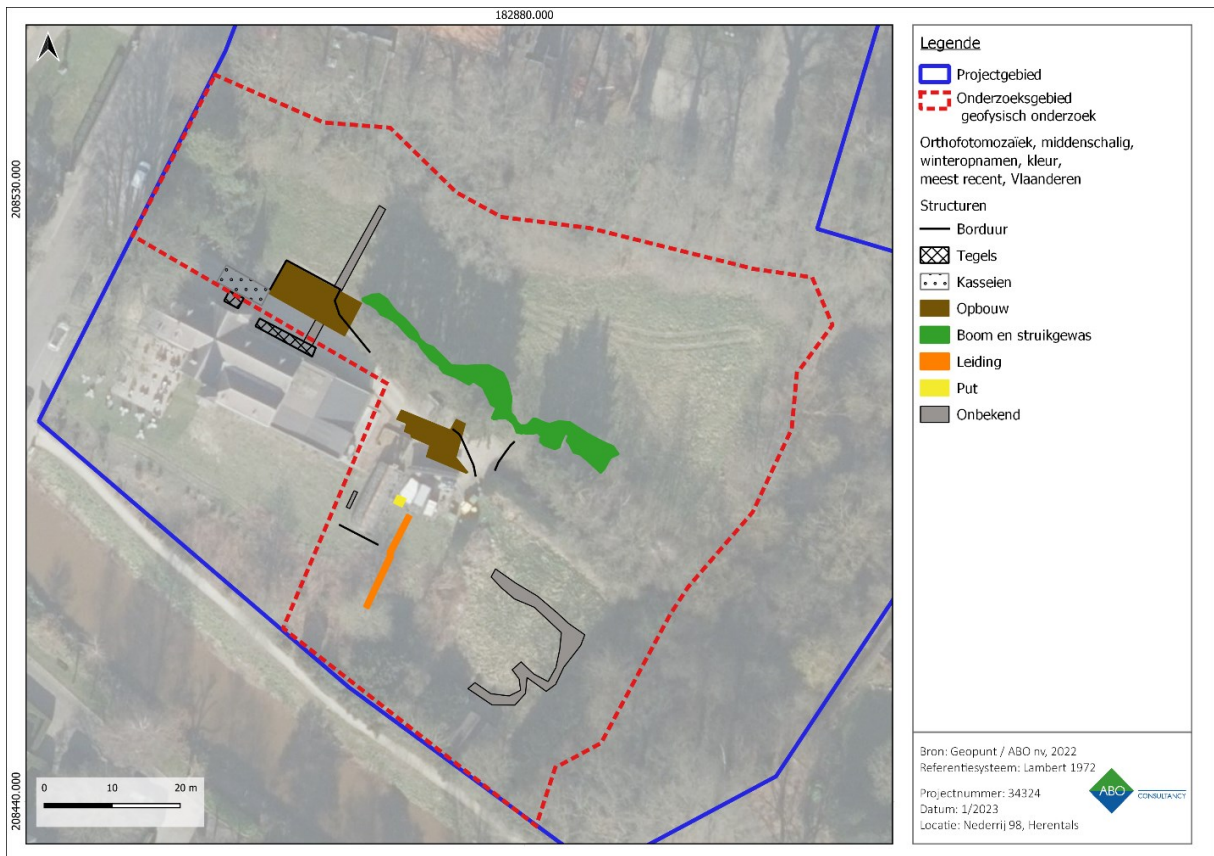 182880.000
208530.000
208440.000
0 10 20 m
Legende
Projectgebied
Onderzoeksgebied
geofysisch onderzoek
Orthofotomozaïek, middenschalig,
winteropnamen, kleur,
meest recent, Vlaanderen
Structuren
Borduur
Tegels
Kasseien
Opbouw
Boom en struikgewas
Leiding
Put
Onbekend
Bron: Geopunt / ABO nv, 2022
Referentiesysteem: Lambert 1972
Projectnummer: 34324
Datum: 1/2023
Locatie: Nederrij 98, Herentals
ABO CONSULTANCY